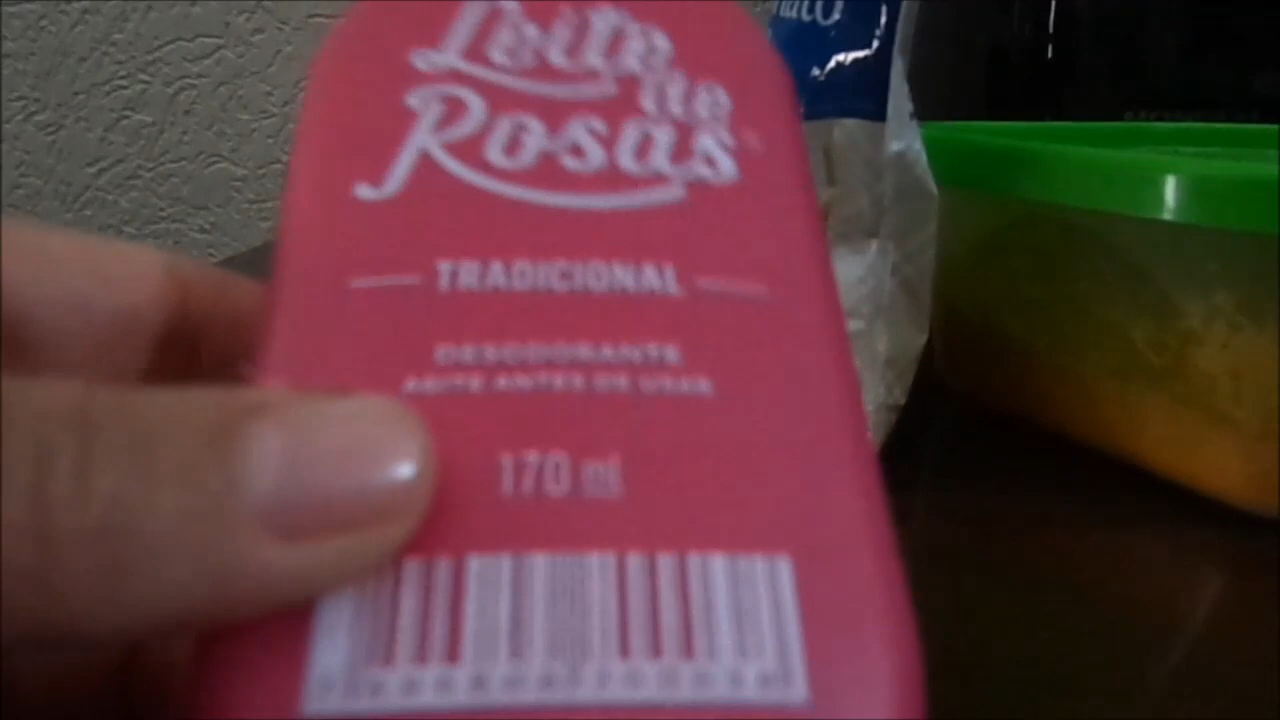 Leite
de
Rosas
TRADICIONAL
DESODORANTE
AGITE ANTES DE USAR
170 ml